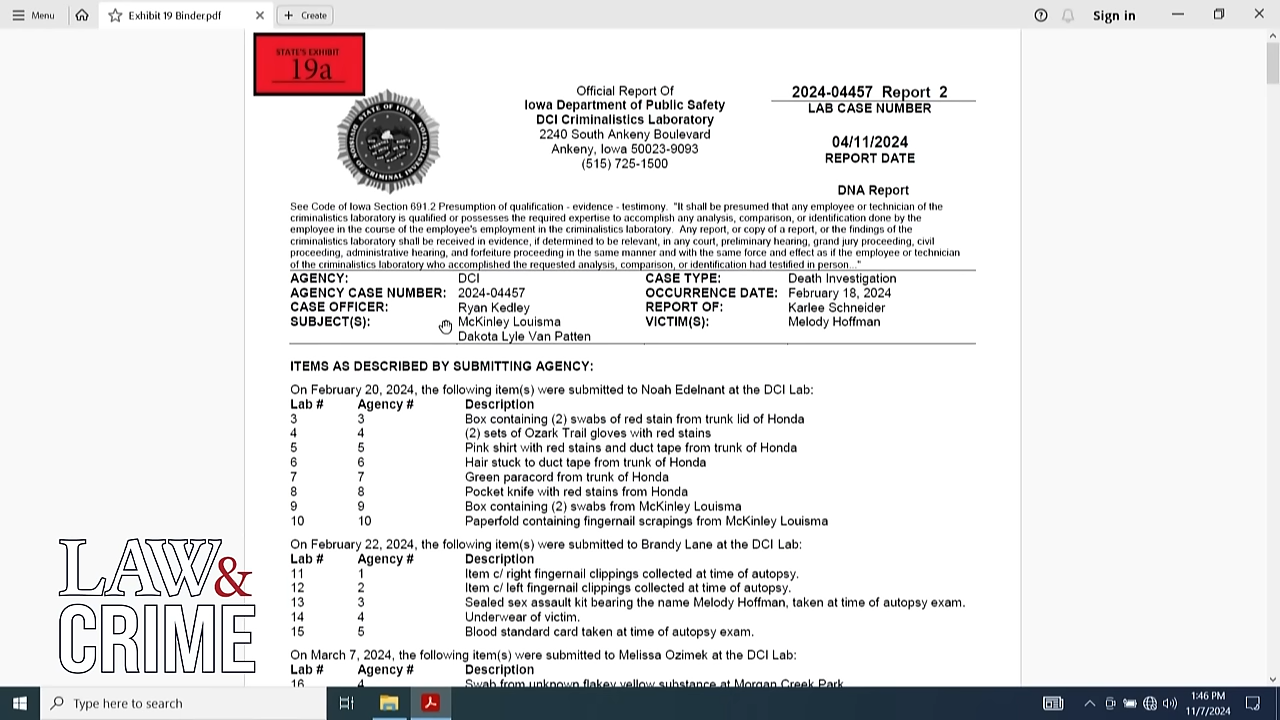 Menu
Exhibit 19 Binder.pdf
Create
Sign in
STATE'S EXHIBIT
19a
Official Report Of
Iowa Department of Public Safety
DCI Criminalistics Laboratory
2240 South Ankeny Boulevard
Ankeny, Iowa 50023-9093
(515) 725-1500
2024-04457 Report 2
LAB CASE NUMBER
04/11/2024
REPORT DATE
DNA Report
See Code of Iowa Section 691.2 Presumption of qualification - evidence - testimony. "It shall be presumed that any employee or technician of the
criminalistics laboratory is qualified or possesses the required expertise to accomplish any analysis, comparison, or identification done by the
employee in the course of the employee's employment in the criminalistics laboratory. Any report, or copy of a report, or the findings of the
criminalistics laboratory shall be received in evidence, if determined to be relevant, in any court, preliminary hearing, grand jury proceeding, civil
proceeding, administrative hearing, and forfeiture proceeding in the same manner and with the same force and effect as if the employee or technician
of the criminalistics laboratory who accomplished the requested analysis, comparison, or identification had testified in person..."
AGENCY: DCI CASE TYPE: Death Investigation
AGENCY CASE NUMBER: 2024-04457 OCCURRENCE DATE: February 18, 2024
CASE OFFICER: Ryan Kedley REPORT OF: Karlee Schneider
SUBJECT(S): McKinley Louisma VICTIM(S): Melody Hoffman
Dakota Lyle Van Patten
ITEMS AS DESCRIBED BY SUBMITTING AGENCY:
On February 20, 2024, the following item(s) were submitted to Noah Edelnant at the DCI Lab:
Lab # Agency # Description
3 3 Box containing (2) swabs of red stain from trunk lid of Honda
4 4 (2) sets of Ozark Trail gloves with red stains
5 5 Pink shirt with red stains and duct tape from trunk of Honda
6 6 Hair stuck to duct tape from trunk of Honda
7 7 Green paracord from trunk of Honda
8 8 Pocket knife with red stains from Honda
9 9 Box containing (2) swabs from McKinley Louisma
10 10 Paperfold containing fingernail scrapings from McKinley Louisma
On February 22, 2024, the following item(s) were submitted to Brandy Lane at the DCI Lab:
Lab # Agency # Description
11 1 Item c/ right fingernail clippings collected at time of autopsy.
12 2 Item c/ left fingernail clippings collected at time of autopsy.
13 3 Sealed sex assault kit bearing the name Melody Hoffman, taken at time of autopsy exam.
14 4 Underwear of victim.
15 5 Blood standard card taken at time of autopsy exam.
On March 7, 2024, the following item(s) were submitted to Melissa Ozimek at the DCI Lab:
Lab # Agency # Description
16 4 Swab from unknown flakey yellow substance at Morgan Creek Park
LAW&
CRIME
Type here to search
1:46 PM
11/7/2024